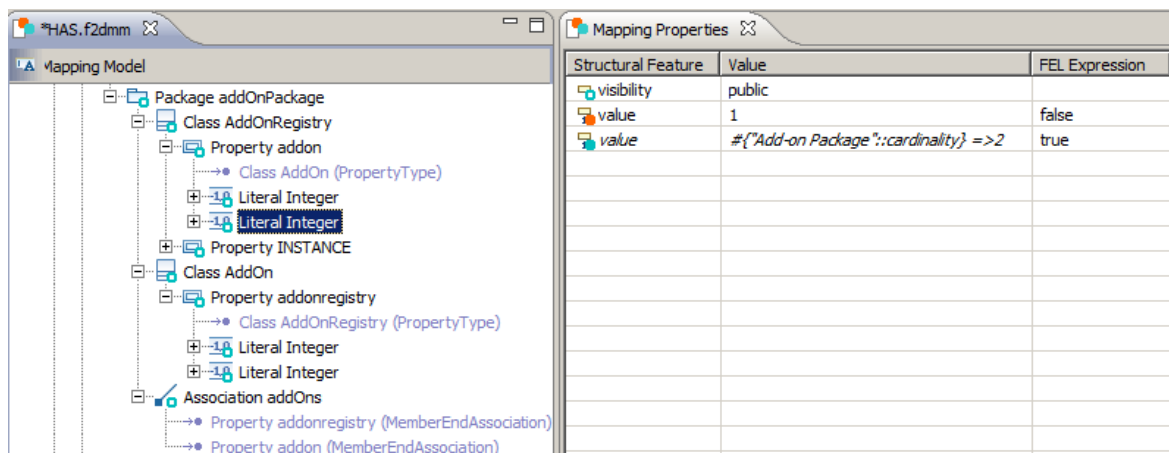 *HAS.f2dmm
Mapping Model
Package addOnPackage
Class AddOnRegistry
Property addon
Class AddOn (PropertyType)
Literal Integer
Literal Integer
Property INSTANCE
Class AddOn
Property addonregistry
Class AddOnRegistry (PropertyType)
Literal Integer
Literal Integer
Association addOns
Property addonregistry (MemberEndAssociation)
Property addon (MemberEndAssociation)
Mapping Properties
Structural Feature Value FEL Expression
visibility public
value 1 false
value #{"Add-on Package"::cardinality} =>2 true